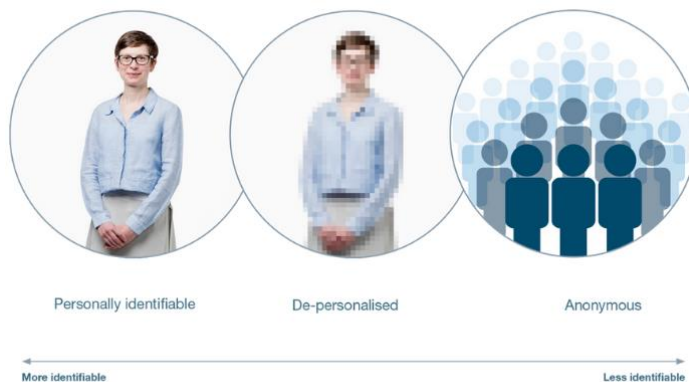 Personally identifiable
De-personalised
Anonymous
More identifiable
Less identifiable